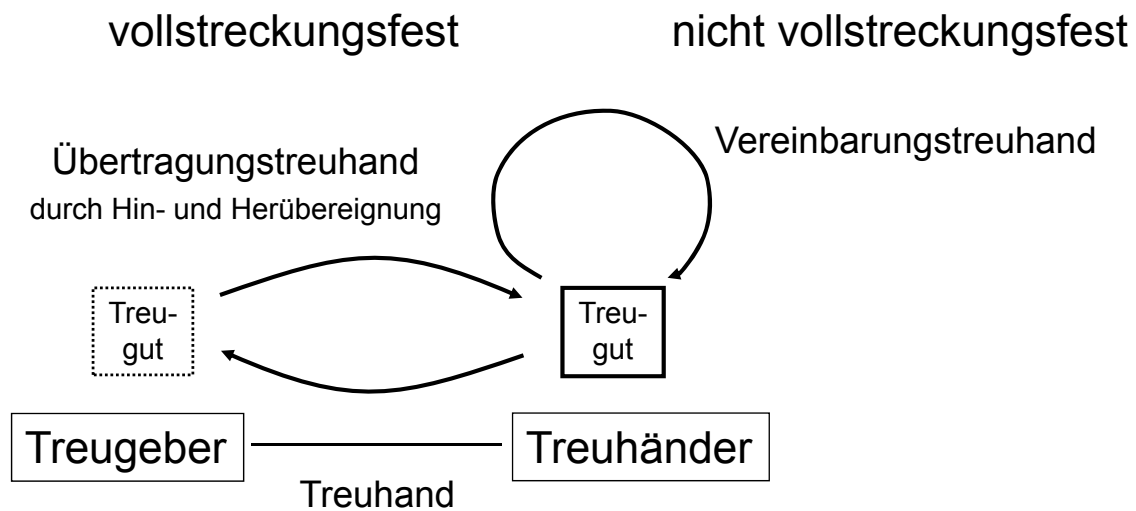 vollstreckungsfest
nicht vollstreckungsfest
Übertragungstreuhand
durch Hin- und Herübereignung
Vereinbarungstreuhand
Treu-
gut
Treu-
gut
Treugeber
Treuhänder
Treuhand